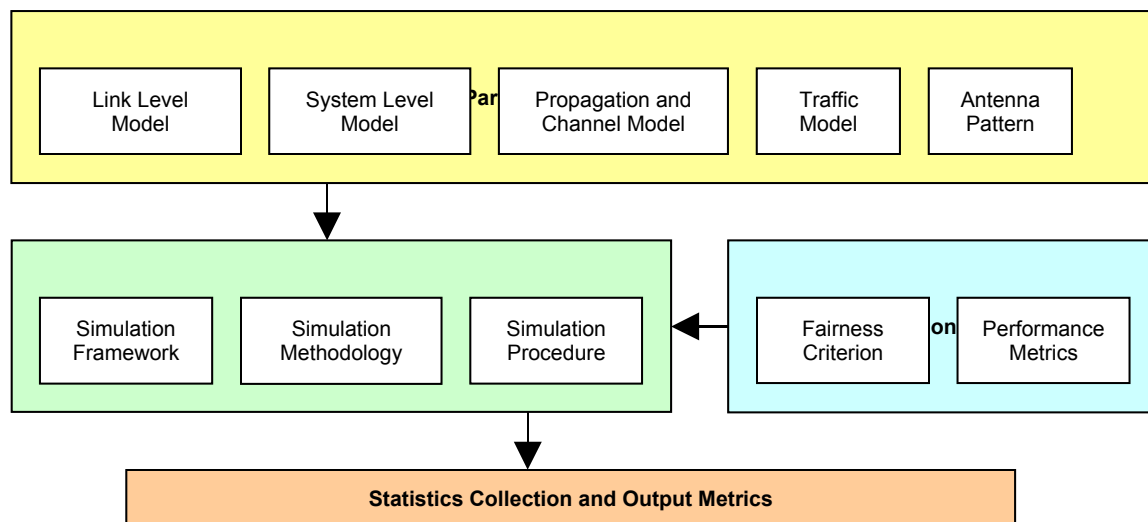 Link Level
Model
System Level
Model
Propagation and
Channel Model
Traffic
Model
Antenna
Pattern
Simulation
Framework
Simulation
Methodology
Simulation
Procedure
Fairness
Criterion
Performance
Metrics
Statistics Collection and Output Metrics